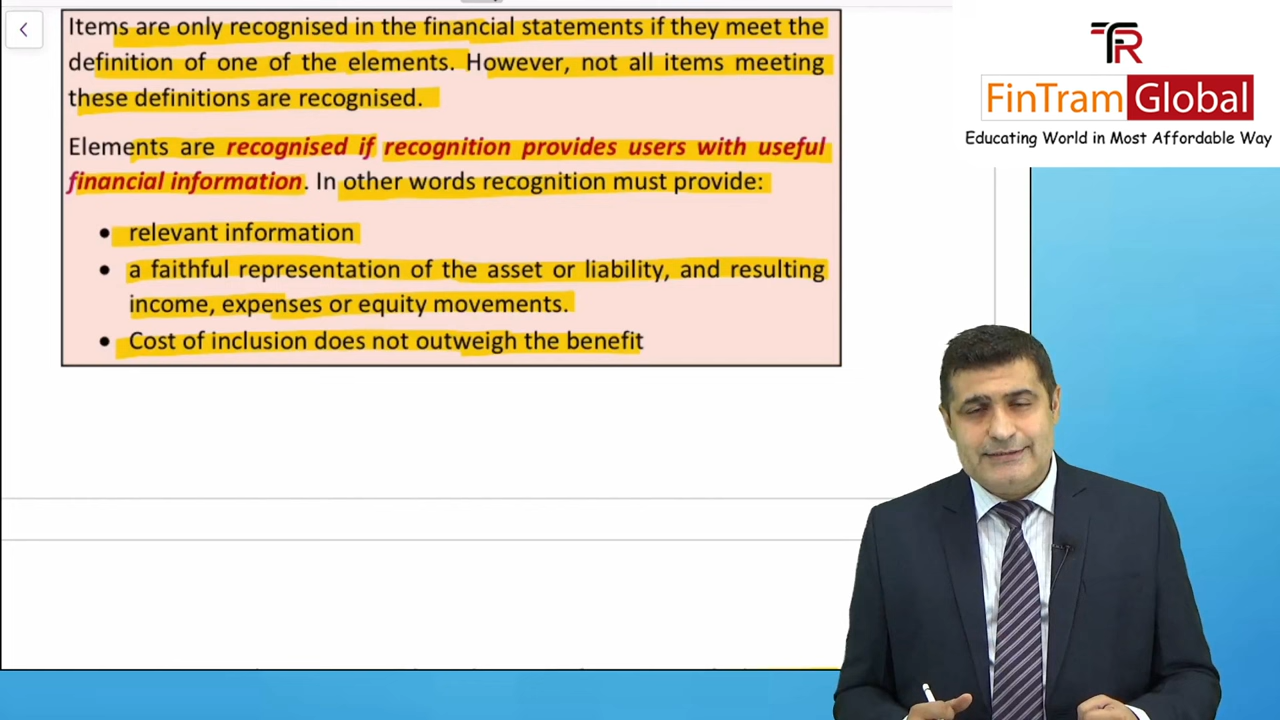 Items are only recognised in the financial statements if they meet the
definition of one of the elements. However, not all items meeting
these definitions are recognised.
Elements are recognised if recognition provides users with useful
financial information. In other words recognition must provide:
• relevant information
• a faithful representation of the asset or liability, and resulting
income, expenses or equity movements.
• Cost of inclusion does not outweigh the benefit
TR
FinTram Global
Educating World in Most Affordable Way